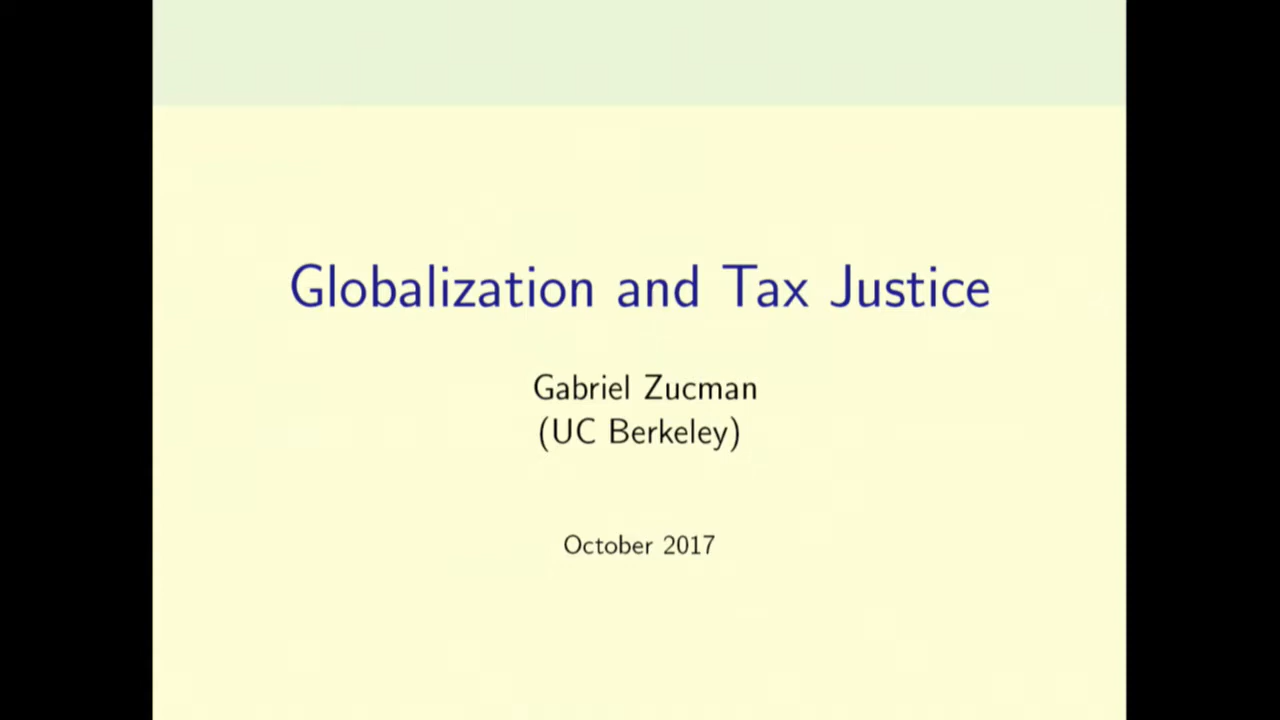 Globalization and Tax Justice
Gabriel Zucman
(UC Berkeley)
October 2017